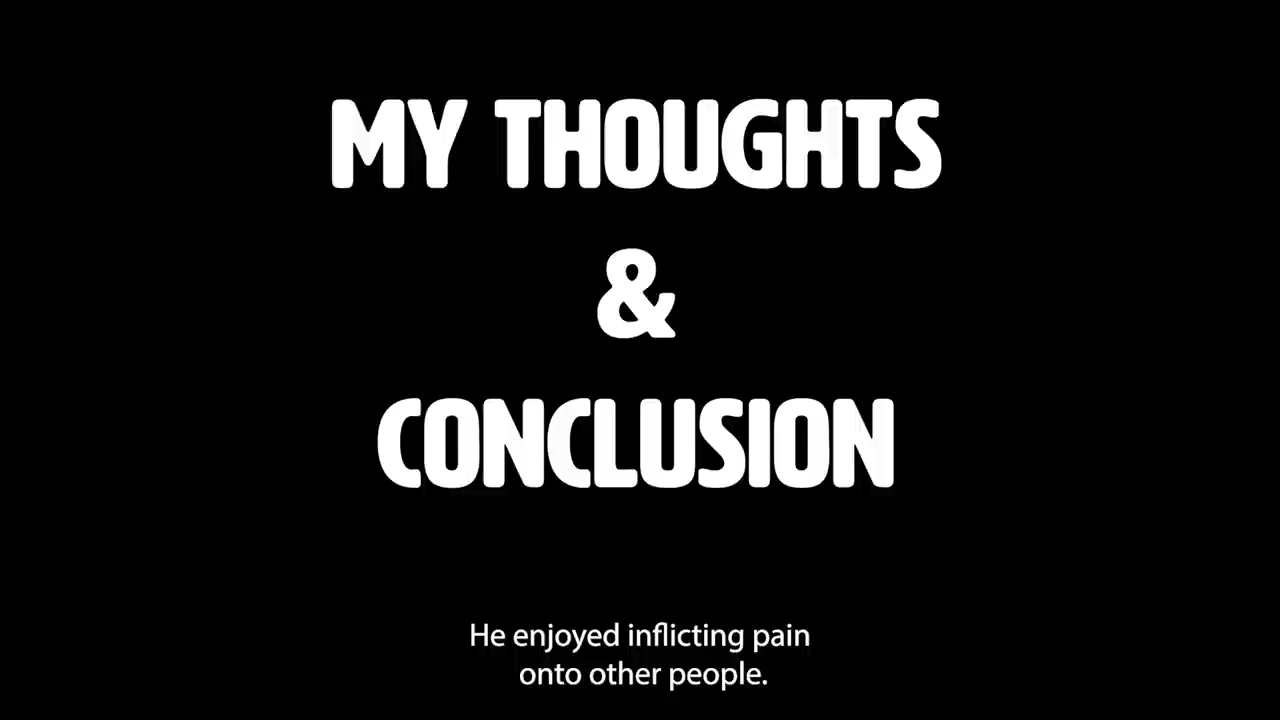 MY THOUGHTS
&
CONCLUSION
He enjoyed inflicting pain
onto other people.